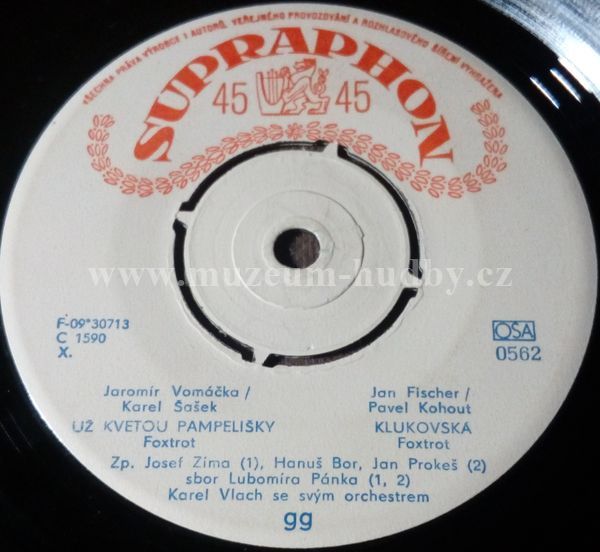 VŠECHNA PRÁVA VÝROBCE I AUTORŮ, VEŘEJNÉHO PROVOZOVÁNÍ A ROZHLASOVÉHO ŠÍŘENÍ VYHRAŽENA
SUPRAPHON
45 45
www.muzeum-hudby.cz
F-09*30713
C 1590
X.
OSA
0562
Jaromír Vomáčka /
Karel Šašek
UŽ KVETOU PAMPELIŠKY
Foxtrot
Jan Fischer /
Pavel Kohout
KLUKOVSKÁ
Foxtrot
Zp. Josef Zíma (1), Hanuš Bor, Jan Prokeš (2)
sbor Lubomíra Pánka (1, 2)
Karel Vlach se svým orchestrem
gg